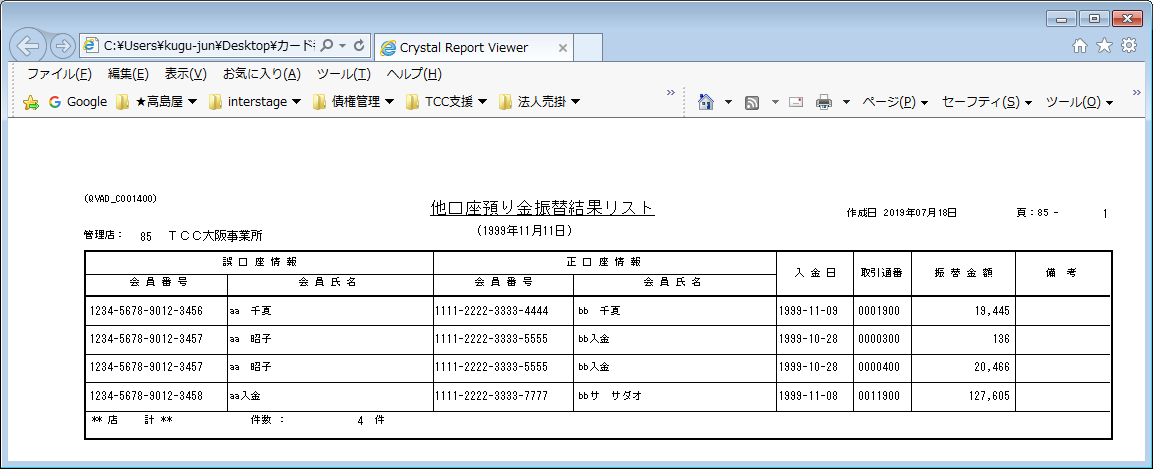 C:¥Users¥kugu-jun¥Desktop¥カード
Crystal Report Viewer
ファイル(F) 編集(E) 表示(V) お気に入り(A) ツール(T) ヘルプ(H)
Google ★高島屋 interstage 債権管理 TCC支援 法人売掛 » ページ(P) セーフティ(S) ツール(O) »
(QVAD_C001400)
他口座預り金振替結果リスト
作成日 2019年07月18日 頁：85 - 1
(1999年11月11日)
管理店： 85 ＴＣＣ大阪事業所
誤口座情報 正口座情報 入金日 取引通番 振替金額 備考
会員番号 会員氏名 会員番号 会員氏名
1234-5678-9012-3456 aa 千夏 1111-2222-3333-4444 bb 千夏 1999-11-09 0001900 19,445
1234-5678-9012-3457 aa 昭子 1111-2222-3333-5555 bb入金 1999-10-28 0000300 136
1234-5678-9012-3457 aa 昭子 1111-2222-3333-5555 bb入金 1999-10-28 0000400 20,466
1234-5678-9012-3458 aa入金 1111-2222-3333-7777 bbサ サダオ 1999-11-08 0011900 127,605
** 店 計 ** 件数 ： 4 件